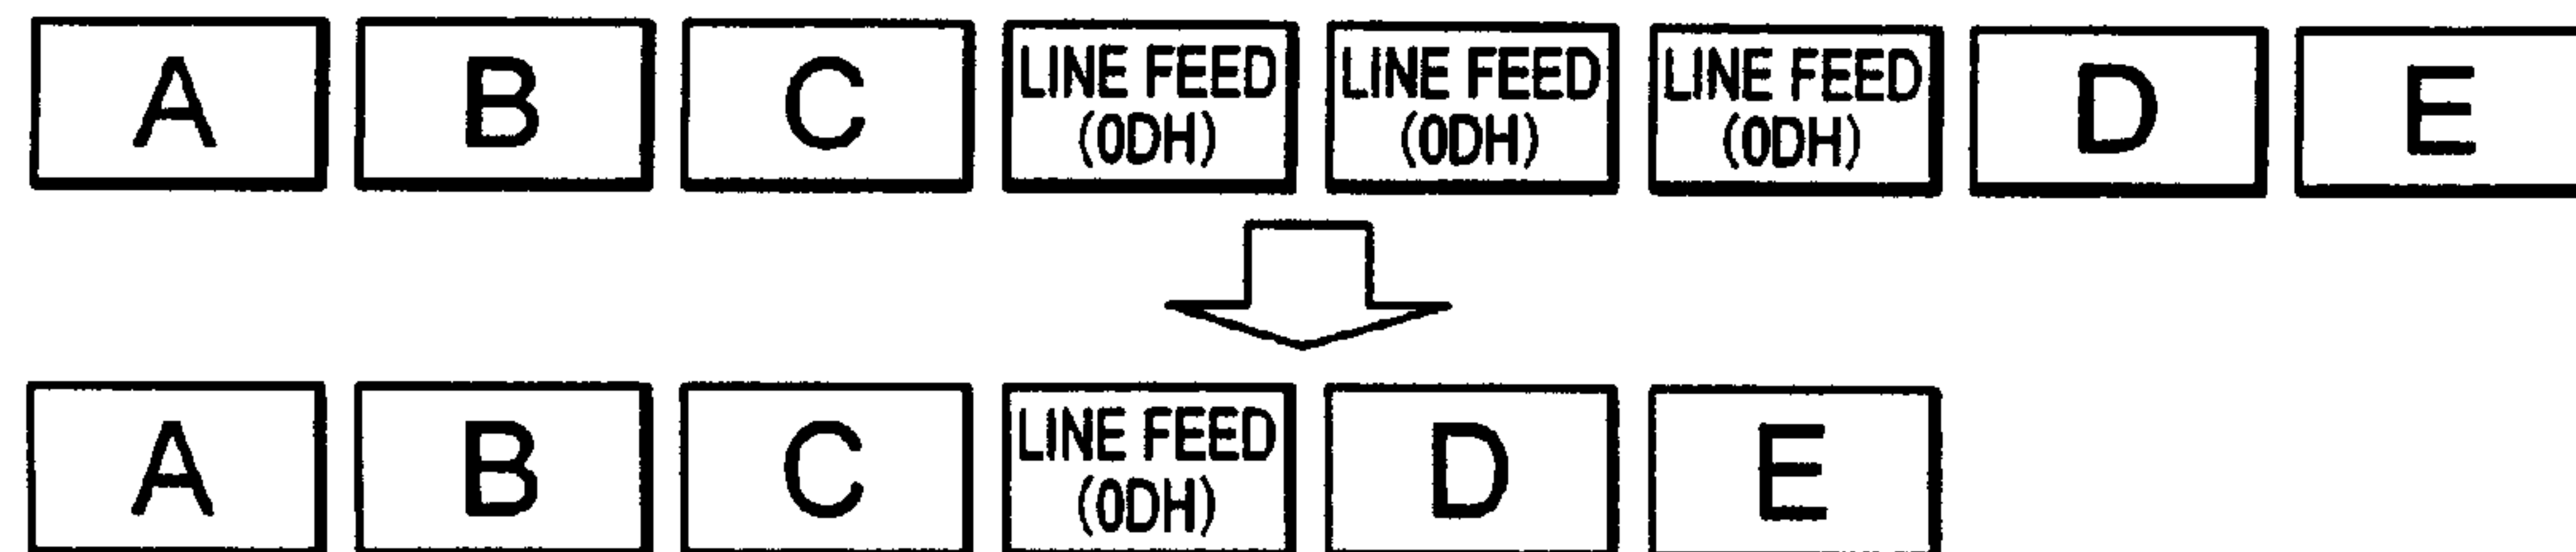 A B C LINE FEED LINE FEED LINE FEED D E
(0DH) (0DH) (0DH)
A B C LINE FEED D E
(0DH)